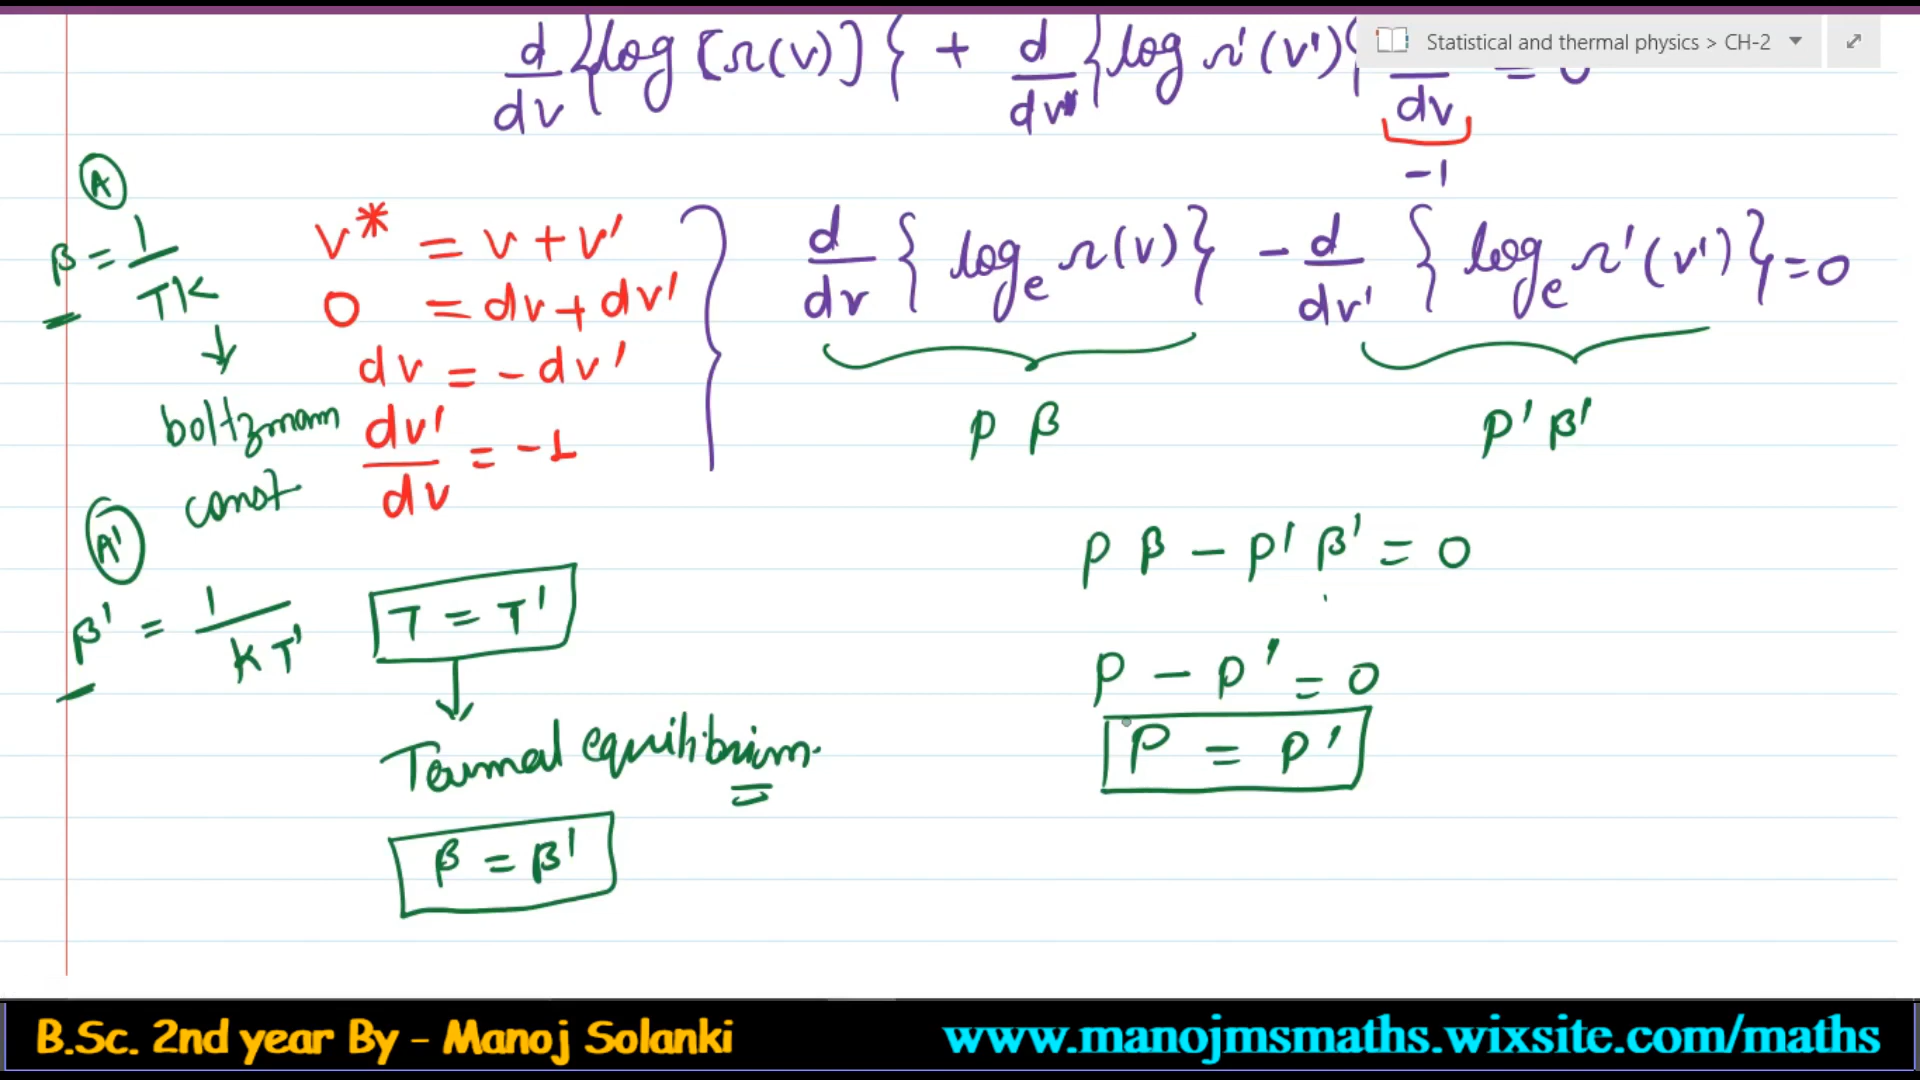 d/dv {log [Ω(v)]} + d/dv' {log Ω'(v')} /dv = 0
-1
Statistical and thermal physics > CH-2
A
β = 1/TK
boltzmann
const
v* = v + v'
0 = dv + dv'
dv = - dv'
dv'/dv = -1
d/dv { logₑ Ω(v)} - d/dv' { logₑ Ω'(v')} = 0
P β
P' β'
P β - P' β' = 0
P - P' = 0
P = P'
A'
β' = 1/KT'
T = T'
Termal equilibrium.
β = β'
B.Sc. 2nd year By - Manoj Solanki
www.manojmsmaths.wixsite.com/maths